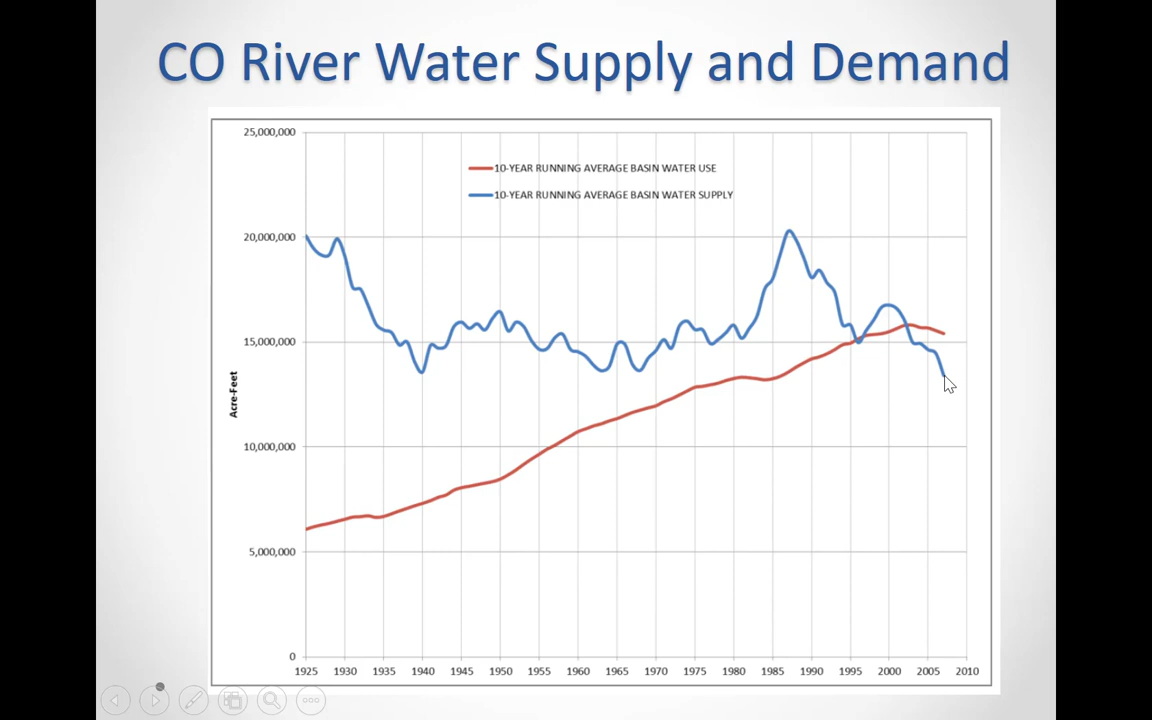 CO River Water Supply and Demand
25,000,000
10-YEAR RUNNING AVERAGE BASIN WATER USE
10-YEAR RUNNING AVERAGE BASIN WATER SUPPLY
20,000,000
15,000,000
Acre-Feet
10,000,000
5,000,000
0
1925 1930 1935 1940 1945 1950 1955 1960 1965 1970 1975 1980 1985 1990 1995 2000 2005 2010